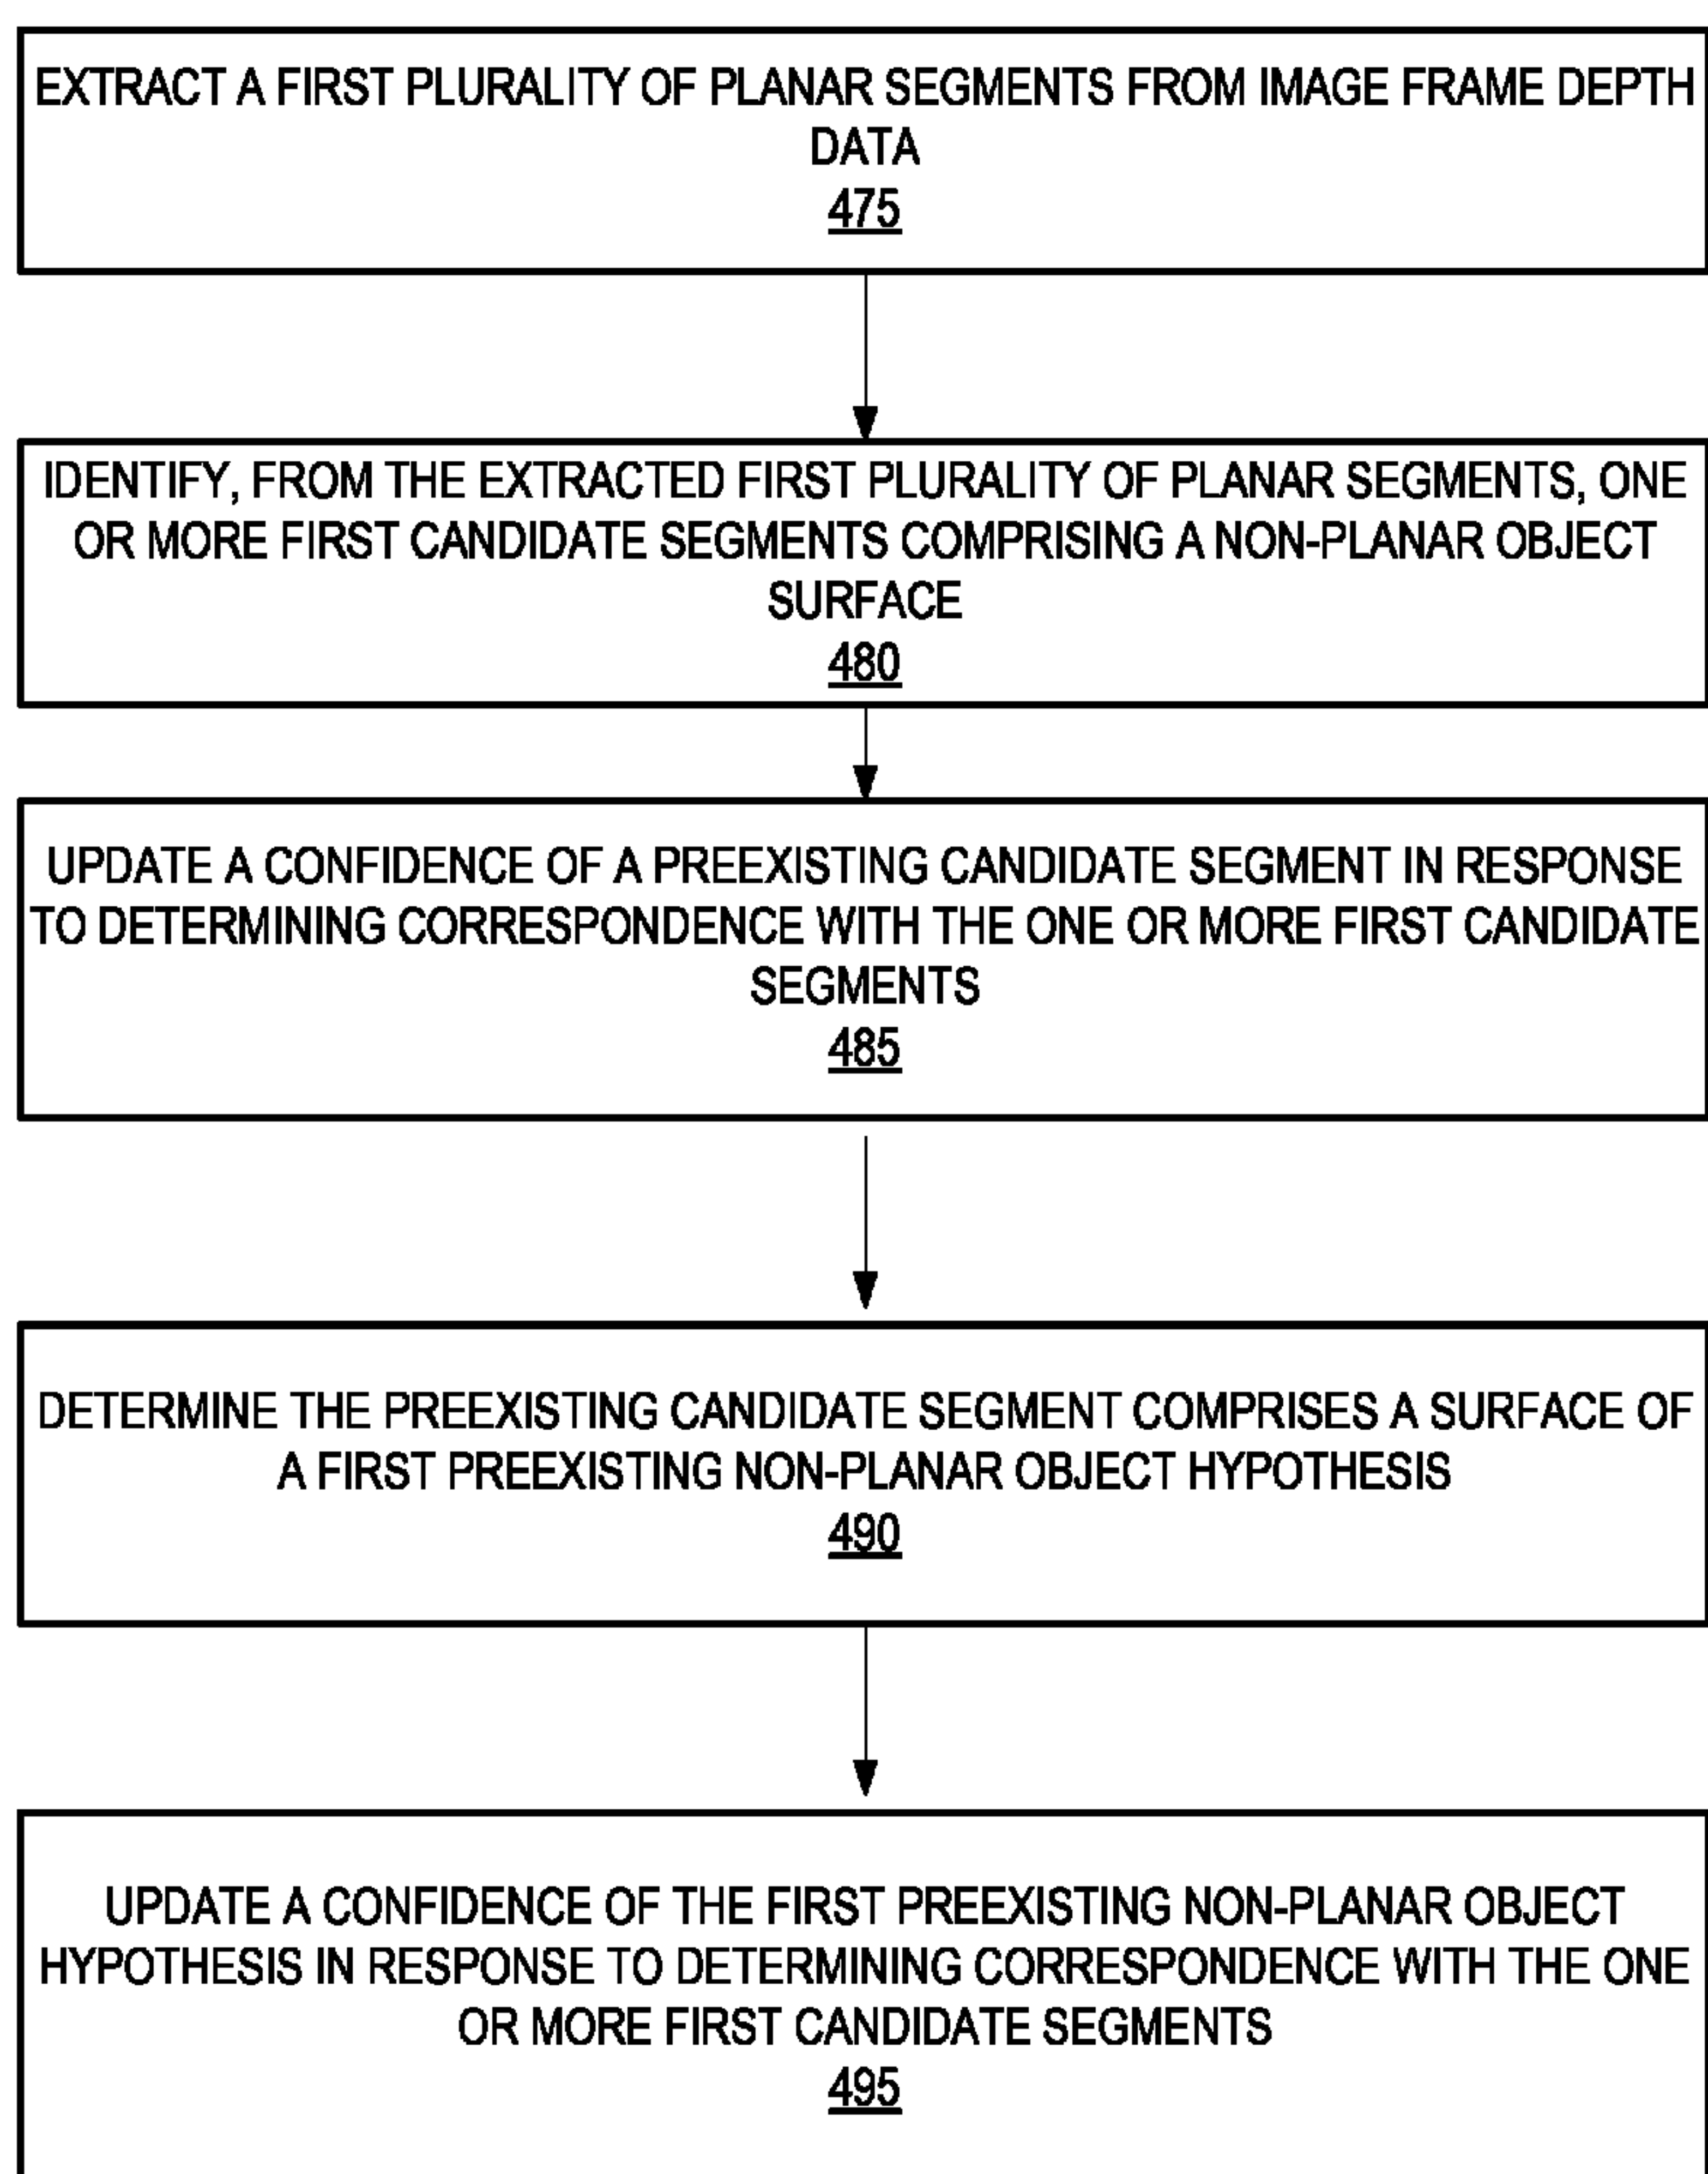 EXTRACT A FIRST PLURALITY OF PLANAR SEGMENTS FROM IMAGE FRAME DEPTH
DATA
475
IDENTIFY, FROM THE EXTRACTED FIRST PLURALITY OF PLANAR SEGMENTS, ONE
OR MORE FIRST CANDIDATE SEGMENTS COMPRISING A NON-PLANAR OBJECT
SURFACE
480
UPDATE A CONFIDENCE OF A PREEXISTING CANDIDATE SEGMENT IN RESPONSE
TO DETERMINING CORRESPONDENCE WITH THE ONE OR MORE FIRST CANDIDATE
SEGMENTS
485
DETERMINE THE PREEXISTING CANDIDATE SEGMENT COMPRISES A SURFACE OF
A FIRST PREEXISTING NON-PLANAR OBJECT HYPOTHESIS
490
UPDATE A CONFIDENCE OF THE FIRST PREEXISTING NON-PLANAR OBJECT
HYPOTHESIS IN RESPONSE TO DETERMINING CORRESPONDENCE WITH THE ONE
OR MORE FIRST CANDIDATE SEGMENTS
495